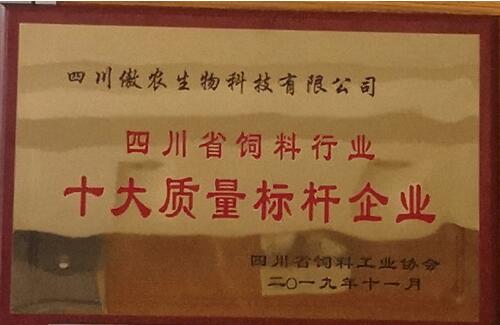 四川傲农生物科技有限公司
四川省饲料行业
十大质量标杆企业
四川省饲料工业协会
二〇一九年十一月